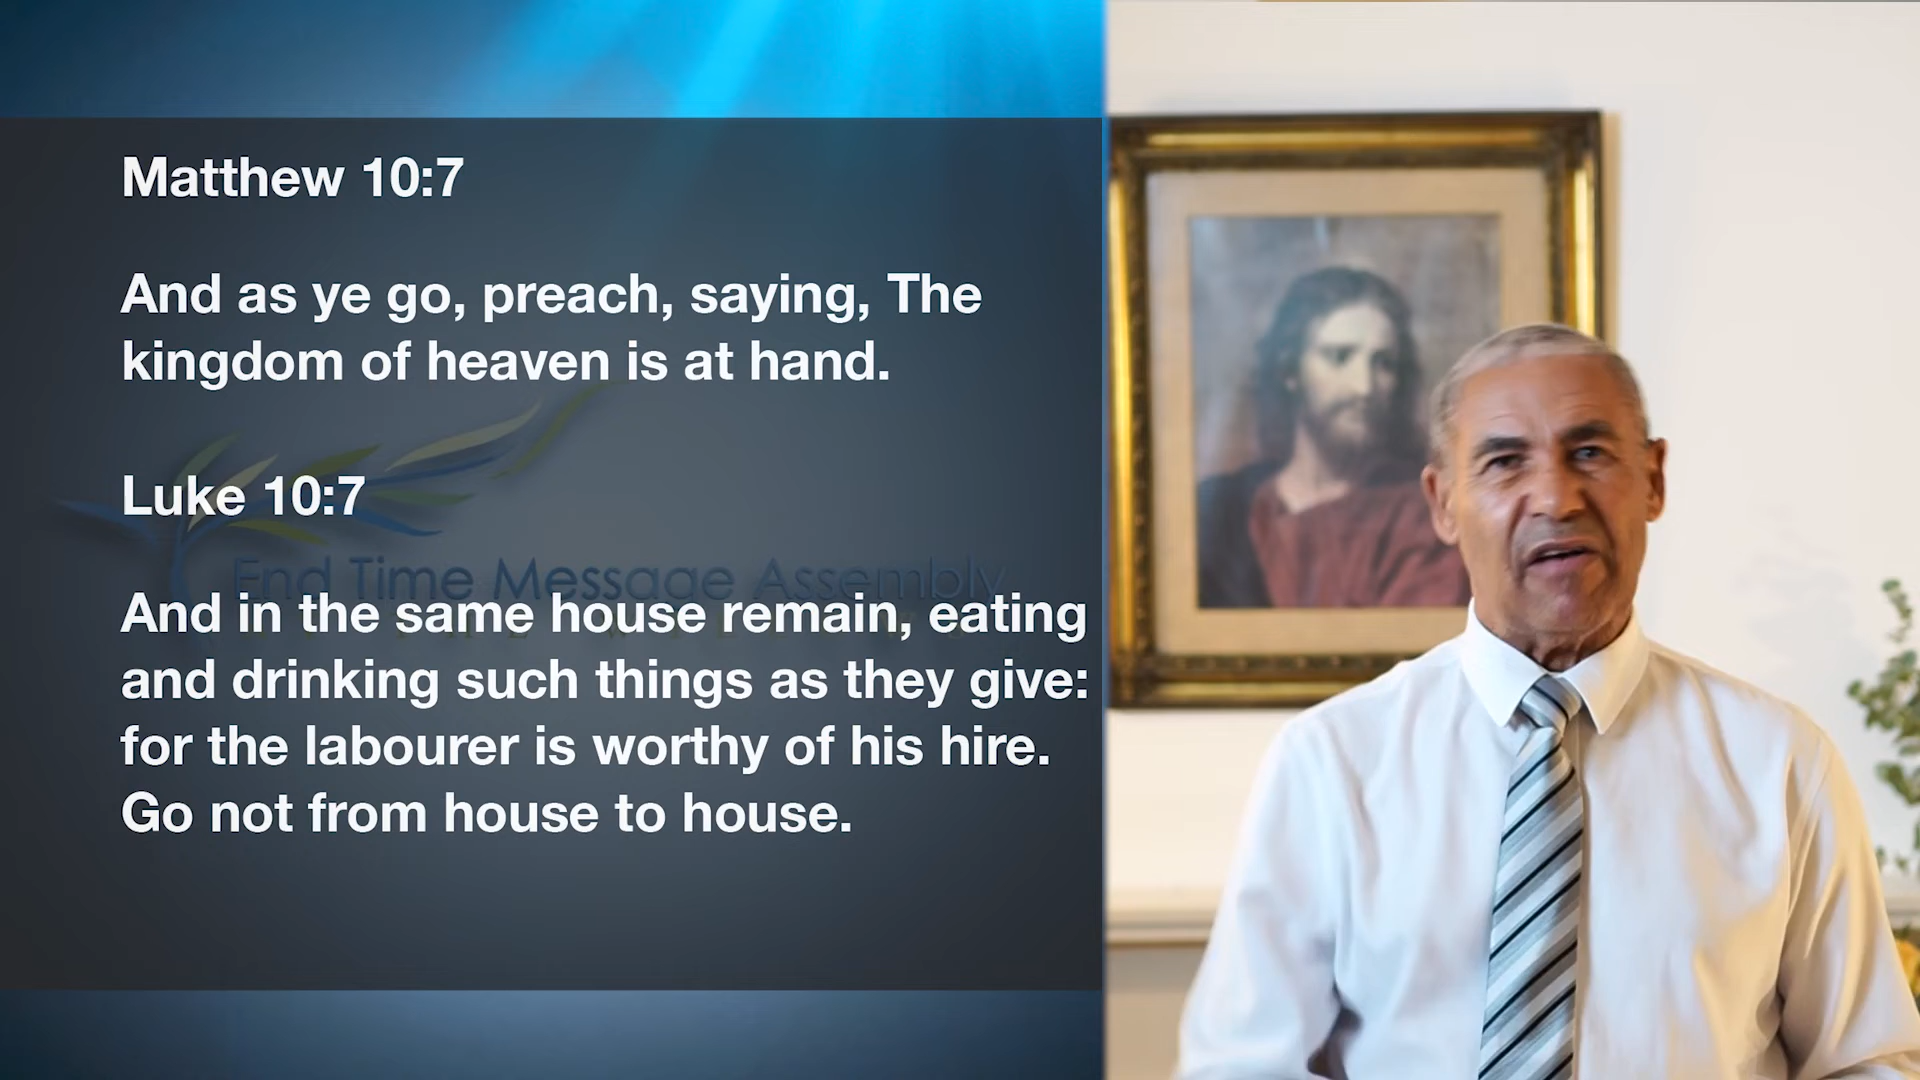 Matthew 10:7
And as ye go, preach, saying, The
kingdom of heaven is at hand.
Luke 10:7
End Time Message Assembly
And in the same house remain, eating
and drinking such things as they give:
for the labourer is worthy of his hire.
Go not from house to house.